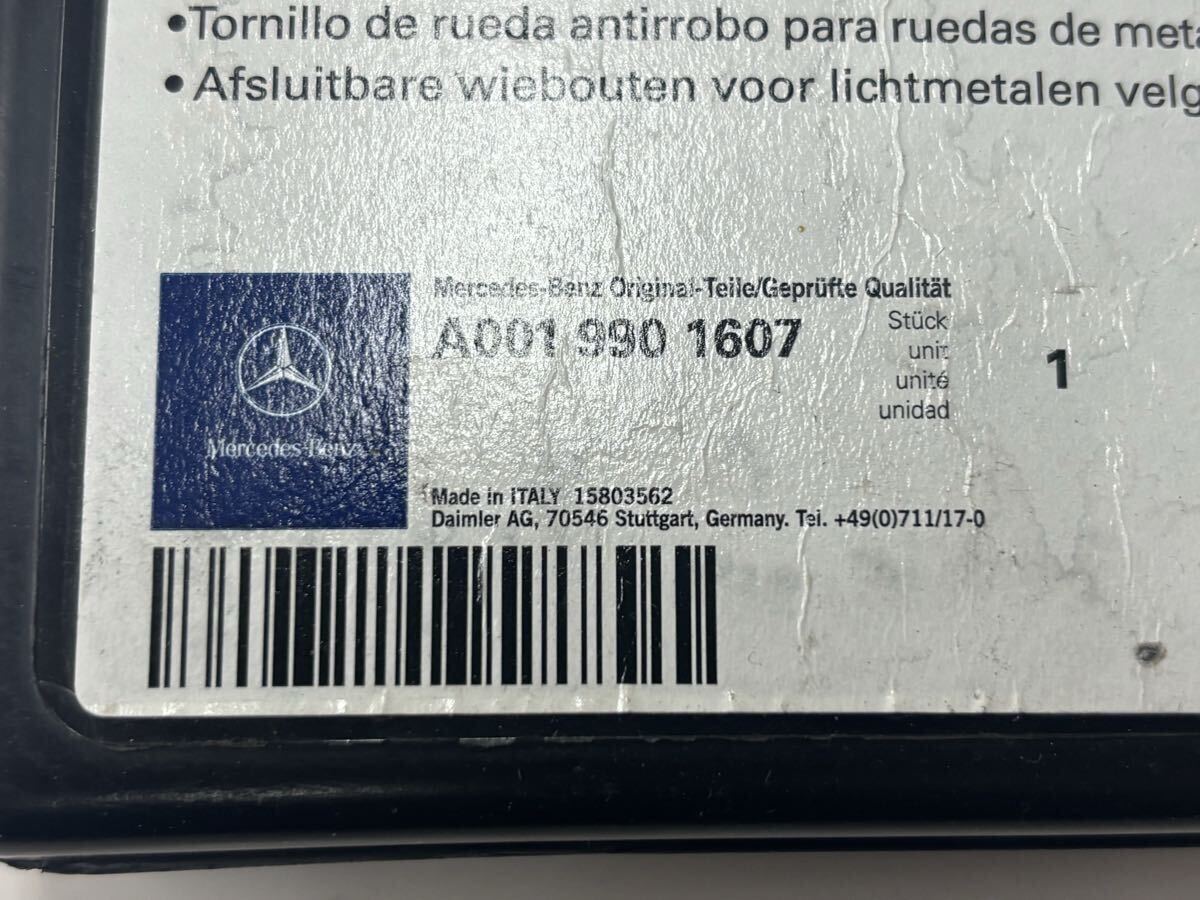 •Tornillo de rueda antirrobo para ruedas de meta
•Afsluitbare wiebouten voor lichtmetalen velg
Mercedes-Benz Original-Teile/Geprüfte Qualität
A001 990 1607
Stück
unit
unité
unidad
1
Mercedes-Benz
Made in ITALY 15803562
Daimler AG, 70546 Stuttgart, Germany. Tel. +49(0)711/17-0